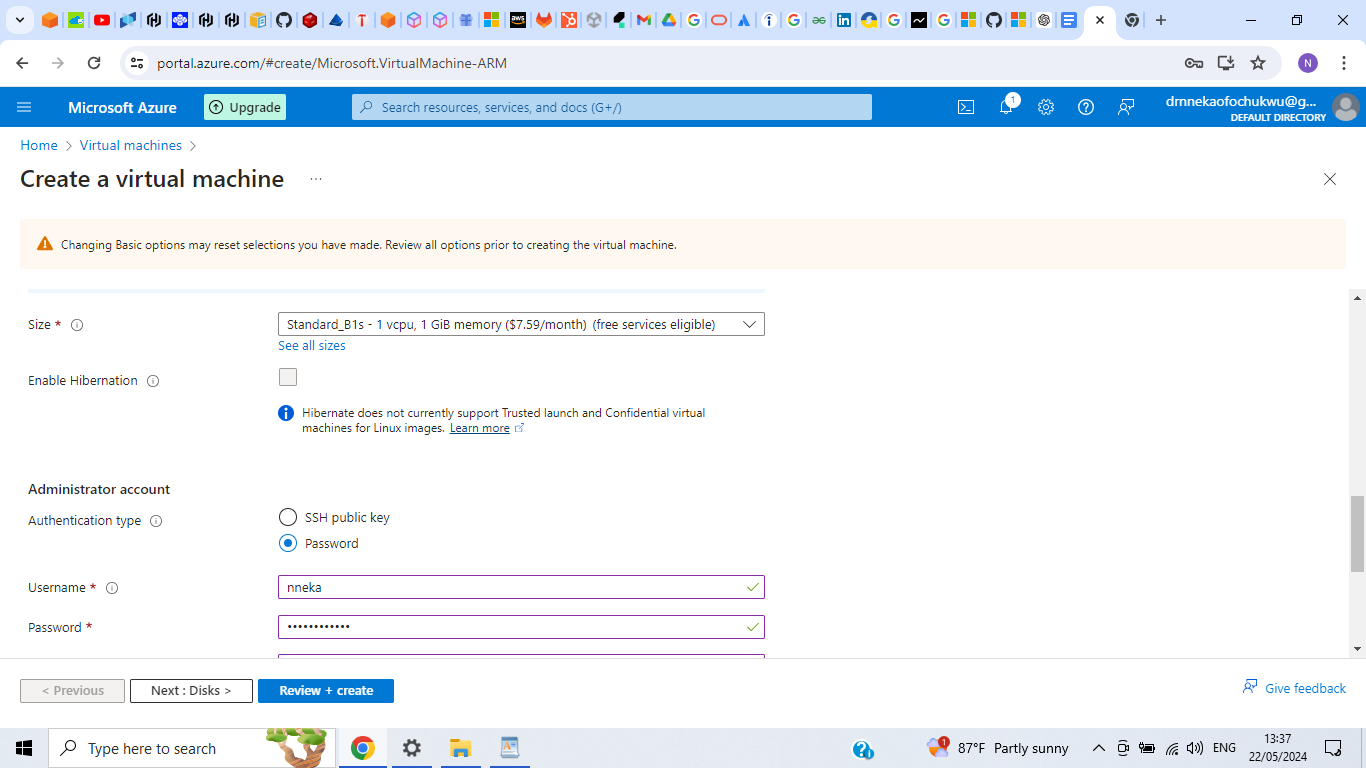 portal.azure.com/#create/Microsoft.VirtualMachine-ARM
N
Microsoft Azure
Upgrade
Search resources, services, and docs (G+/)
1
drnnekaofochukwu@g...
DEFAULT DIRECTORY
Home > Virtual machines >
Create a virtual machine ...
Changing Basic options may reset selections you have made. Review all options prior to creating the virtual machine.
Size *
Standard_B1s - 1 vcpu, 1 GiB memory ($7.59/month) (free services eligible)
See all sizes
Enable Hibernation
Hibernate does not currently support Trusted launch and Confidential virtual
machines for Linux images. Learn more
Administrator account
Authentication type
SSH public key
Password
Username *
nneka
Password *
••••••••••••
< Previous
Next : Disks >
Review + create
Give feedback
Type here to search
1
87°F Partly sunny
ENG
13:37
22/05/2024